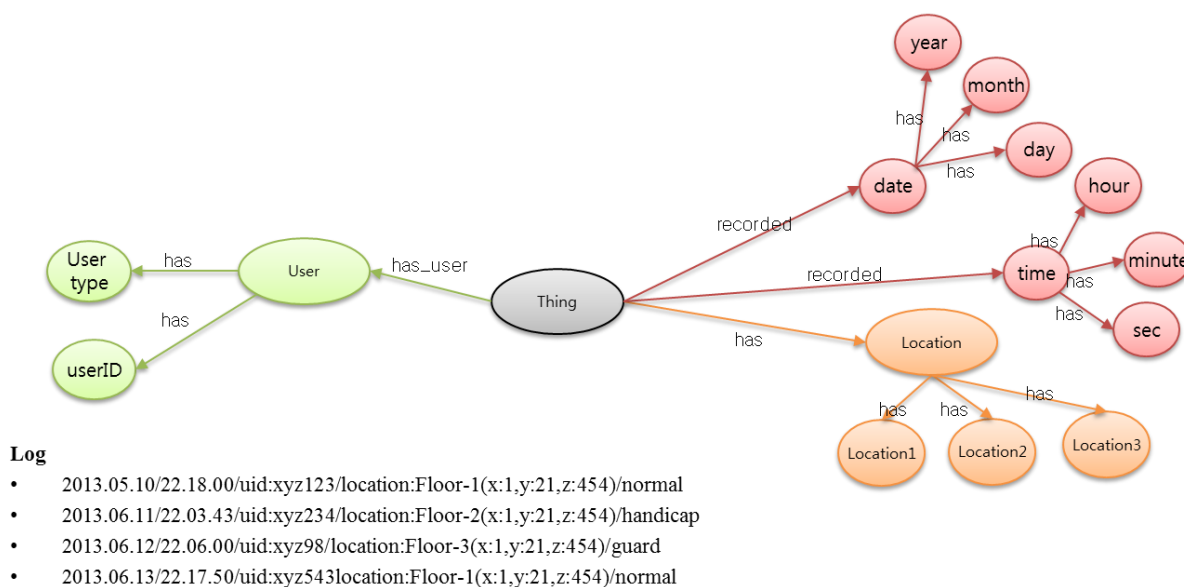 year
month
has
has
day
has
date
hour
recorded
has
User
type
has
User
has_user
Thing
recorded
time
has
minute
has
has
has
sec
userID
has
Location
has
has
has
Location1
Location2
Location3
Log
• 2013.05.10/22.18.00/uid:xyz123/location:Floor-1(x:1,y:21,z:454)/normal
• 2013.06.11/22.03.43/uid:xyz234/location:Floor-2(x:1,y:21,z:454)/handicap
• 2013.06.12/22.06.00/uid:xyz98/location:Floor-3(x:1,y:21,z:454)/guard
• 2013.06.13/22.17.50/uid:xyz543location:Floor-1(x:1,y:21,z:454)/normal